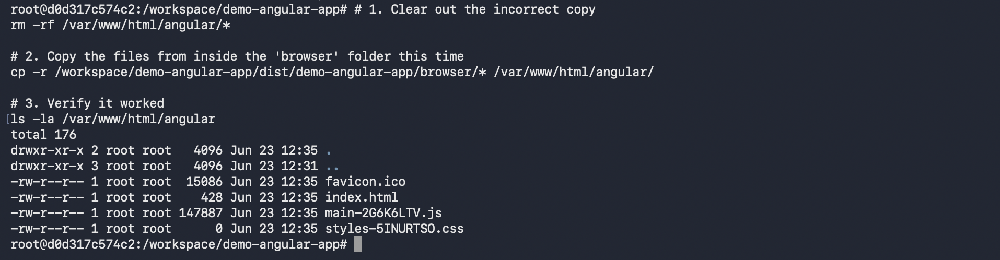 root@d0d317c574c2:/workspace/demo-angular-app# # 1. Clear out the incorrect copy
rm -rf /var/www/html/angular/*
# 2. Copy the files from inside the 'browser' folder this time
cp -r /workspace/demo-angular-app/dist/demo-angular-app/browser/* /var/www/html/angular/
# 3. Verify it worked
[ls -la /var/www/html/angular
total 176
drwxr-xr-x 2 root root   4096 Jun 23 12:35 .
drwxr-xr-x 3 root root   4096 Jun 23 12:31 ..
-rw-r--r-- 1 root root  15086 Jun 23 12:35 favicon.ico
-rw-r--r-- 1 root root    428 Jun 23 12:35 index.html
-rw-r--r-- 1 root root 147887 Jun 23 12:35 main-2G6K6LTV.js
-rw-r--r-- 1 root root      0 Jun 23 12:35 styles-5INURTSO.css
root@d0d317c574c2:/workspace/demo-angular-app#